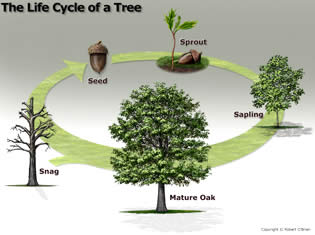 The Life Cycle of a Tree
Sprout
Seed
Sapling
Snag
Mature Oak
Copyright © Robert O'Brien